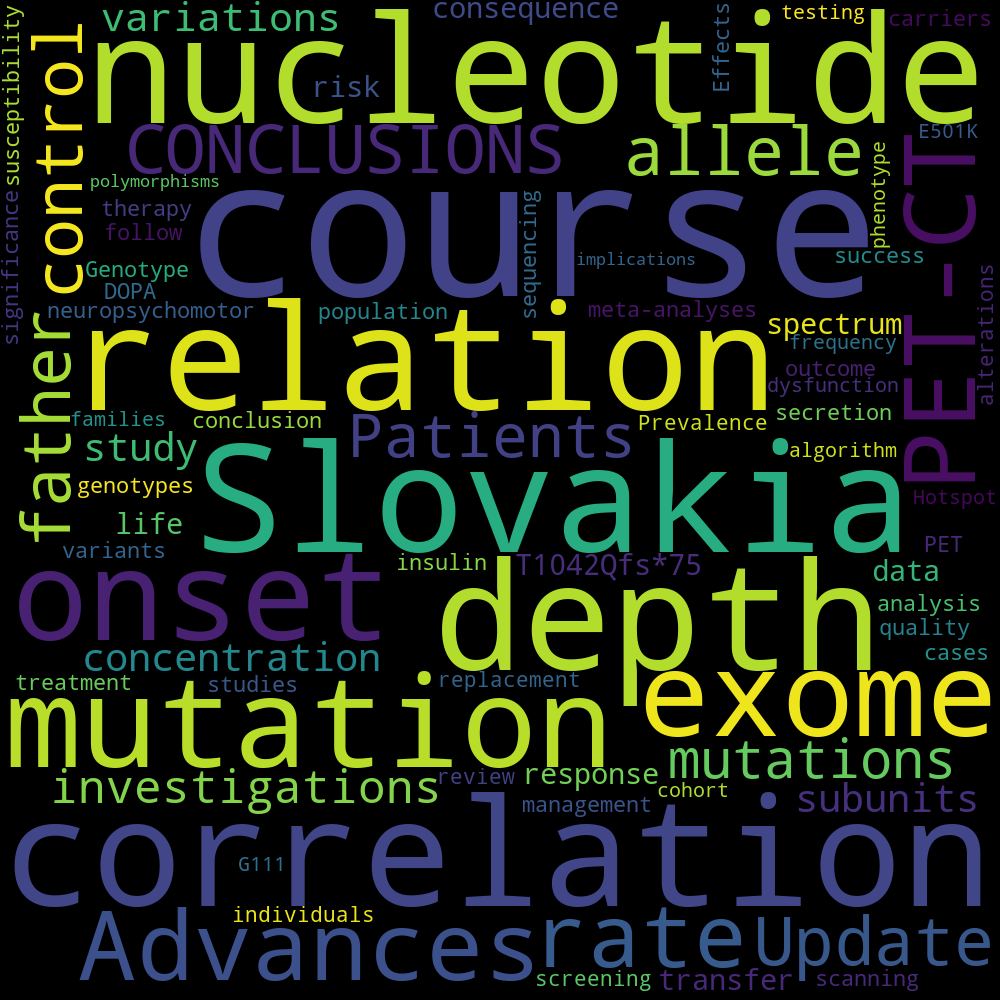 susceptibility
variations
consequence
Effects
testing
carriers
control
nucleotide
risk
CONCLUSIONS
allele
phenotype
E501K
PET-CT
polymorphisms
course
significance
therapy
follow
sequencing
Genotype
DOPA
implications
success
alterations
neuropsychomotor
population
meta-analyses
spectrum
frequency
father
relation
outcome
dysfunction
families
conclusion
Patients
Prevalence
secretion
study
algorithm
genotypes
Slovakia
Hotspot
life
variants
onset
insulin
T1042Qfs*75
PET
data
depth
analysis
quality
concentration
cases
treatment
studies
replacement
exome
mutation
mutations
investigations
review
response
cohort
management
subunits
correlation
G111
individuals
Advances
rate
Update
screening
transfer
scanning